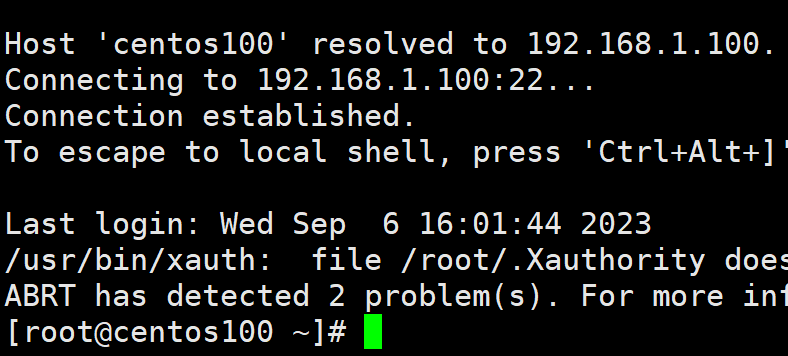 Host 'centos100' resolved to 192.168.1.100.
Connecting to 192.168.1.100:22...
Connection established.
To escape to local shell, press 'Ctrl+Alt+]'
Last login: Wed Sep  6 16:01:44 2023
/usr/bin/xauth:  file /root/.Xauthority does
ABRT has detected 2 problem(s). For more inf
[root@centos100 ~]#